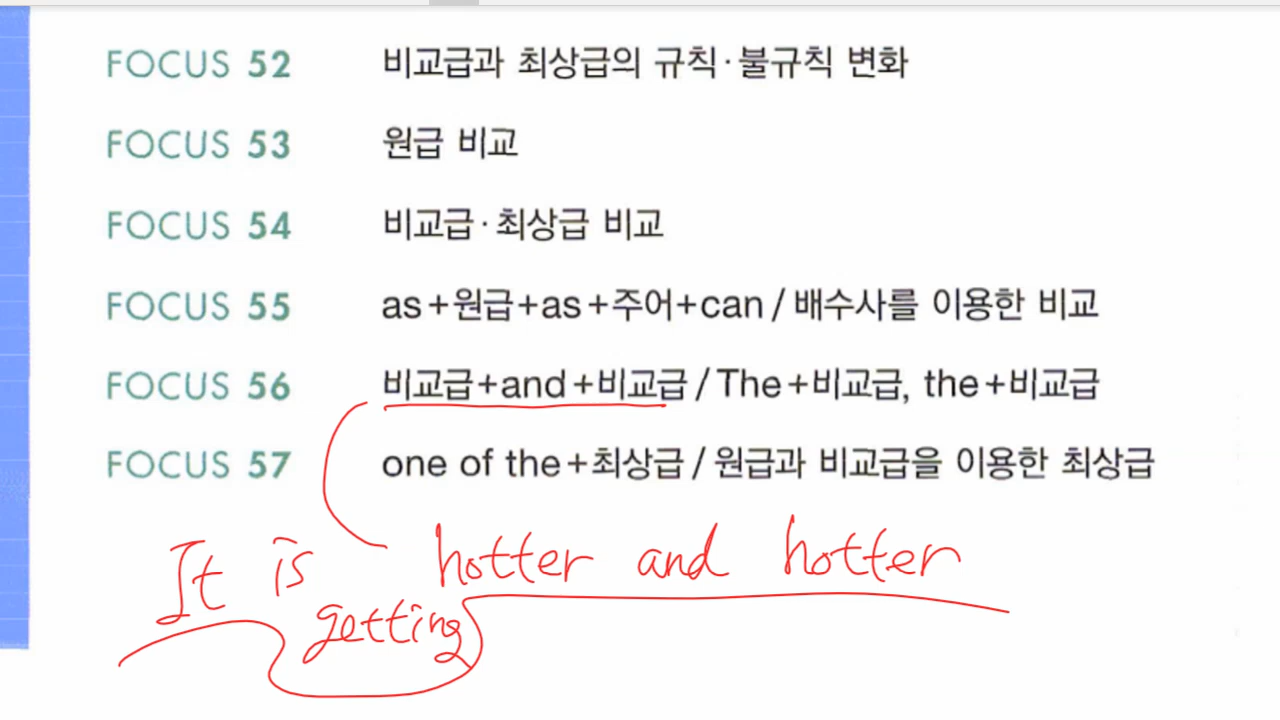 FOCUS 52 비교급과 최상급의 규칙·불규칙 변화
FOCUS 53 원급 비교
FOCUS 54 비교급·최상급 비교
FOCUS 55 as+원급+as+주어+can / 배수사를 이용한 비교
FOCUS 56 비교급+and+비교급 / The+비교급, the+비교급
FOCUS 57 one of the+최상급 / 원급과 비교급을 이용한 최상급
It is hotter and hotter
getting